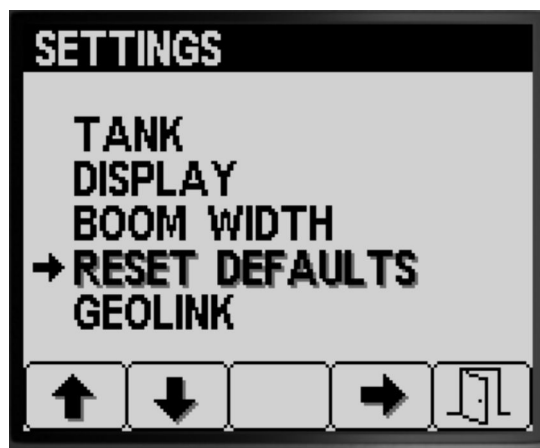 SETTINGS
TANK
DISPLAY
BOOM WIDTH
RESET DEFAULTS
GEOLINK